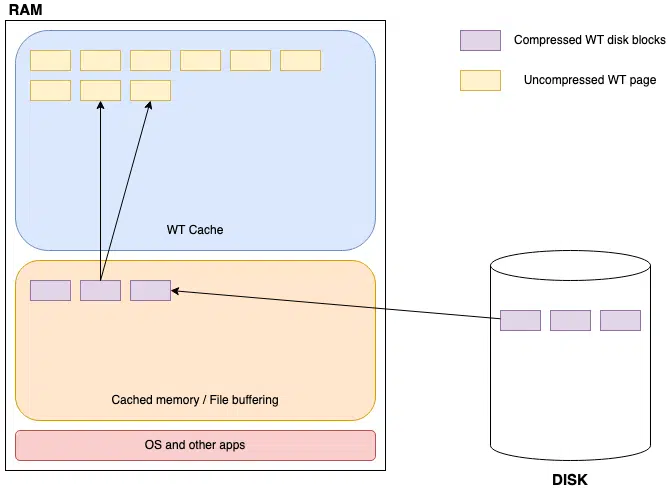 RAM
Compressed WT disk blocks
Uncompressed WT page
WT Cache
Cached memory / File buffering
OS and other apps
DISK